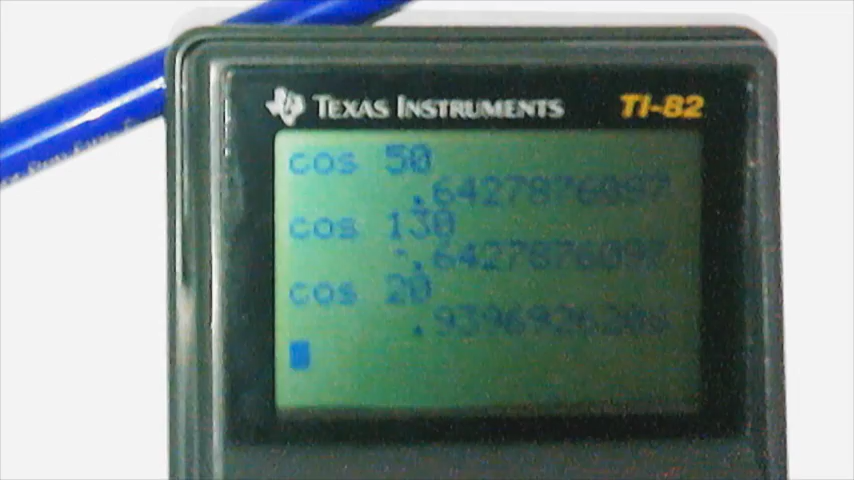 TEXAS INSTRUMENTS TI-82
cos 50
.6427876097
cos 130
-.6427876097
cos 20
.9396926208